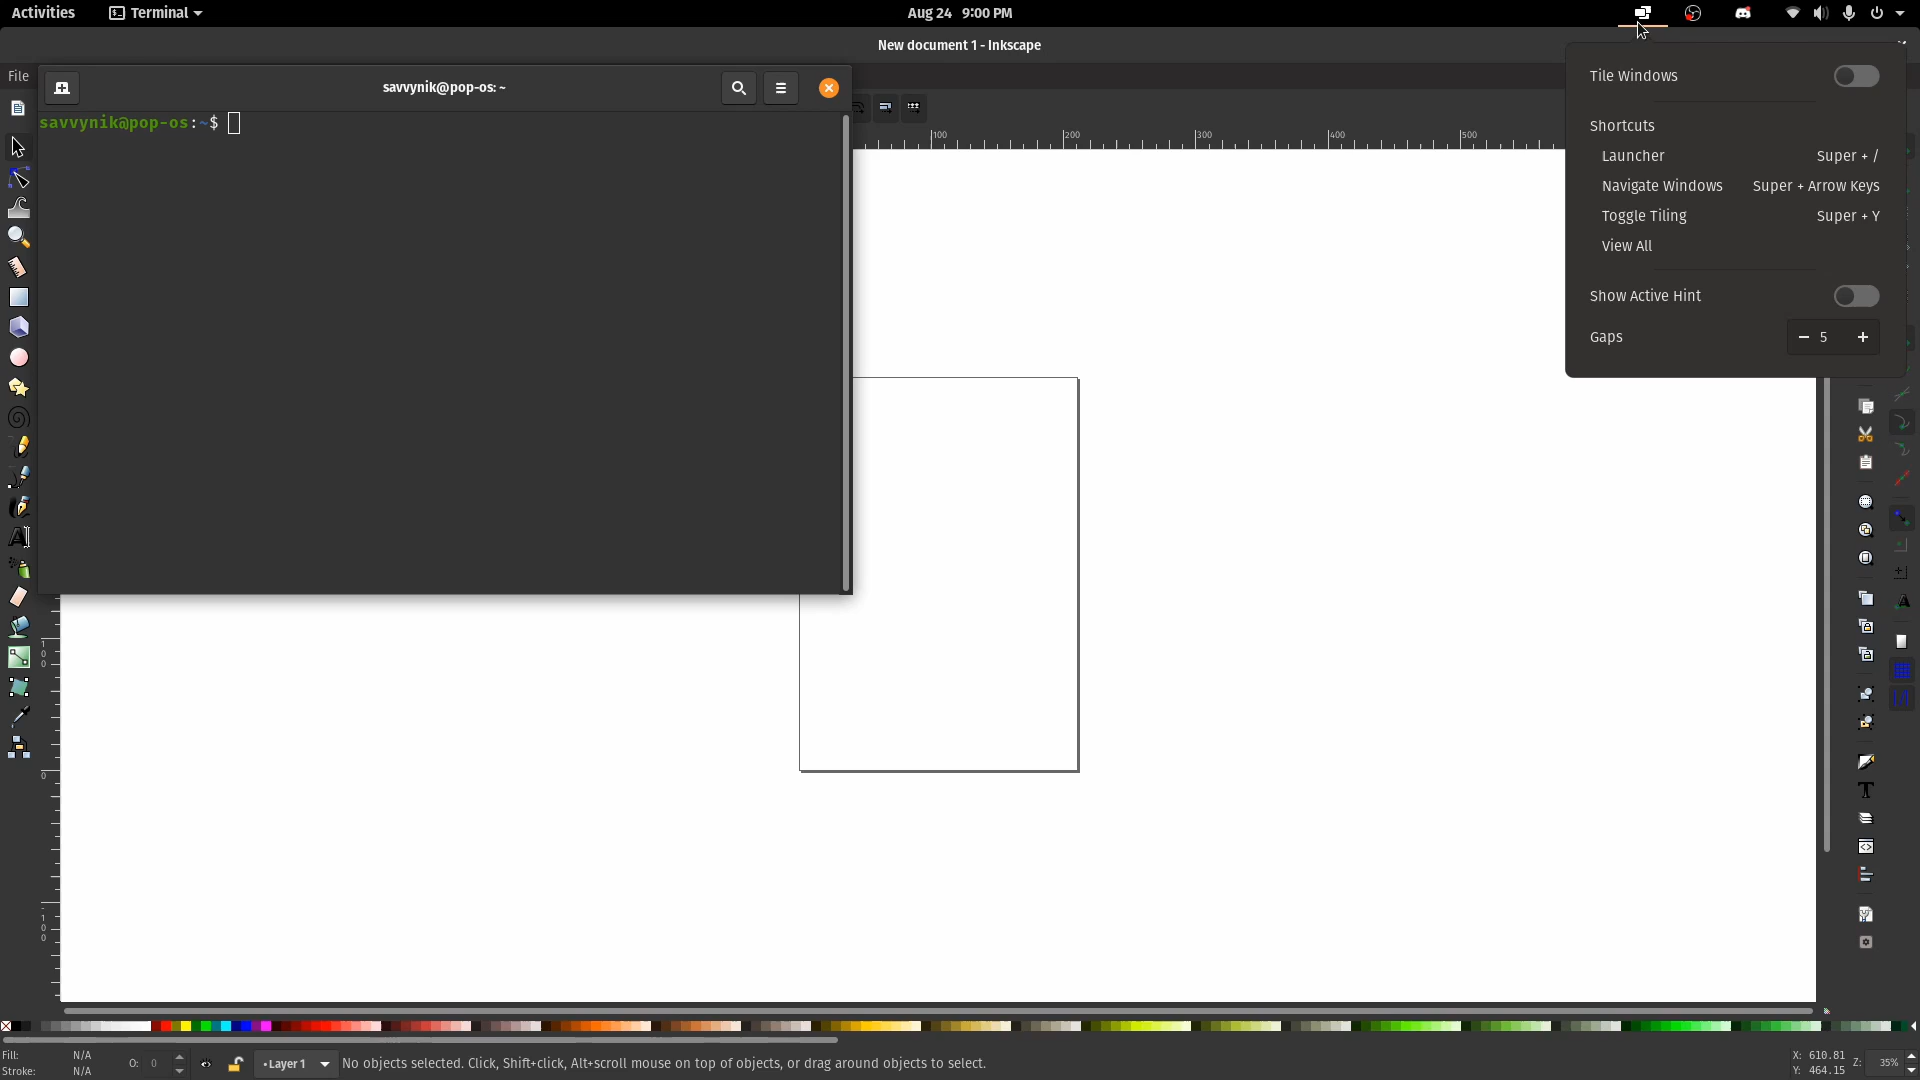 Activities
Terminal
Aug 24 9:00 PM
New document 1 - Inkscape
File
savvynik@pop-os: ~
savvynik@pop-os:~$
100
200
300
400
500
Tile Windows
Shortcuts
Launcher Super + /
Navigate Windows Super + Arrow Keys
Toggle Tiling Super + Y
View All
Show Active Hint
Gaps − 5 +
100
0
-100
Fill: N/A
Stroke: N/A
O: 0
•Layer 1
No objects selected. Click, Shift+click, Alt+scroll mouse on top of objects, or drag around objects to select.
X: 610.81
Y: 464.15
Z: 35%